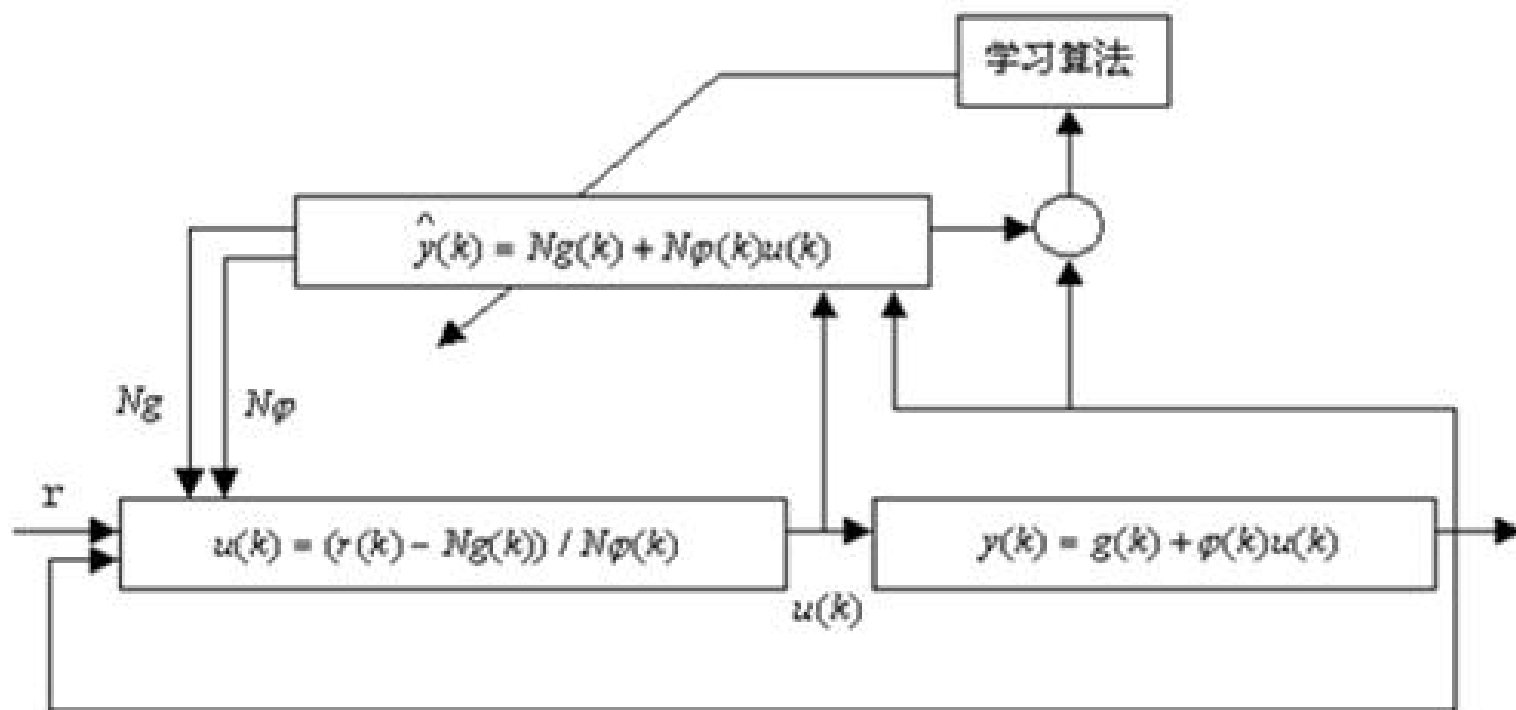 学习算法
ŷ(k) = Ng(k) + Nφ(k)u(k)
Ng
Nφ
r
u(k) = (r(k) − Ng(k)) / Nφ(k)
y(k) = g(k) + φ(k)u(k)
u(k)